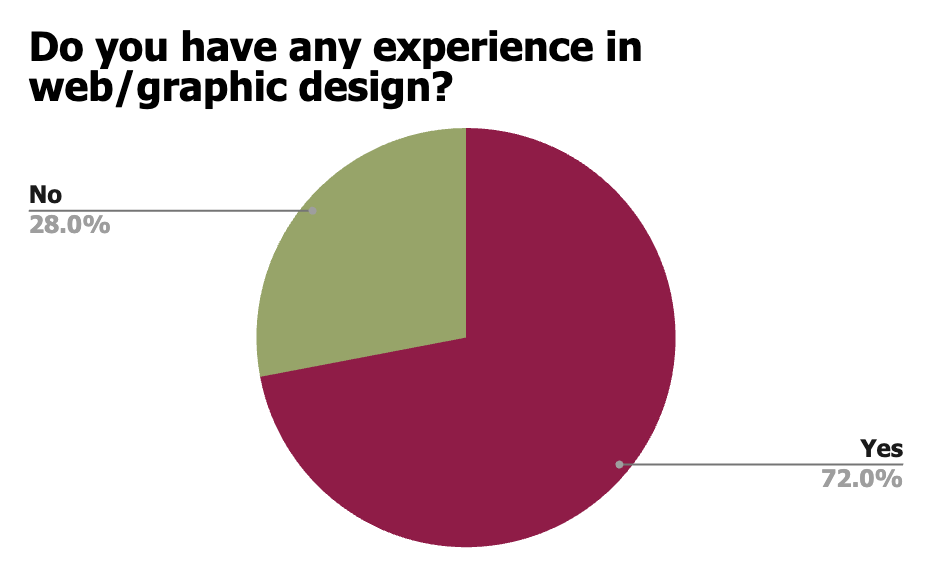 Do you have any experience in
web/graphic design?
No
28.0%
Yes
72.0%